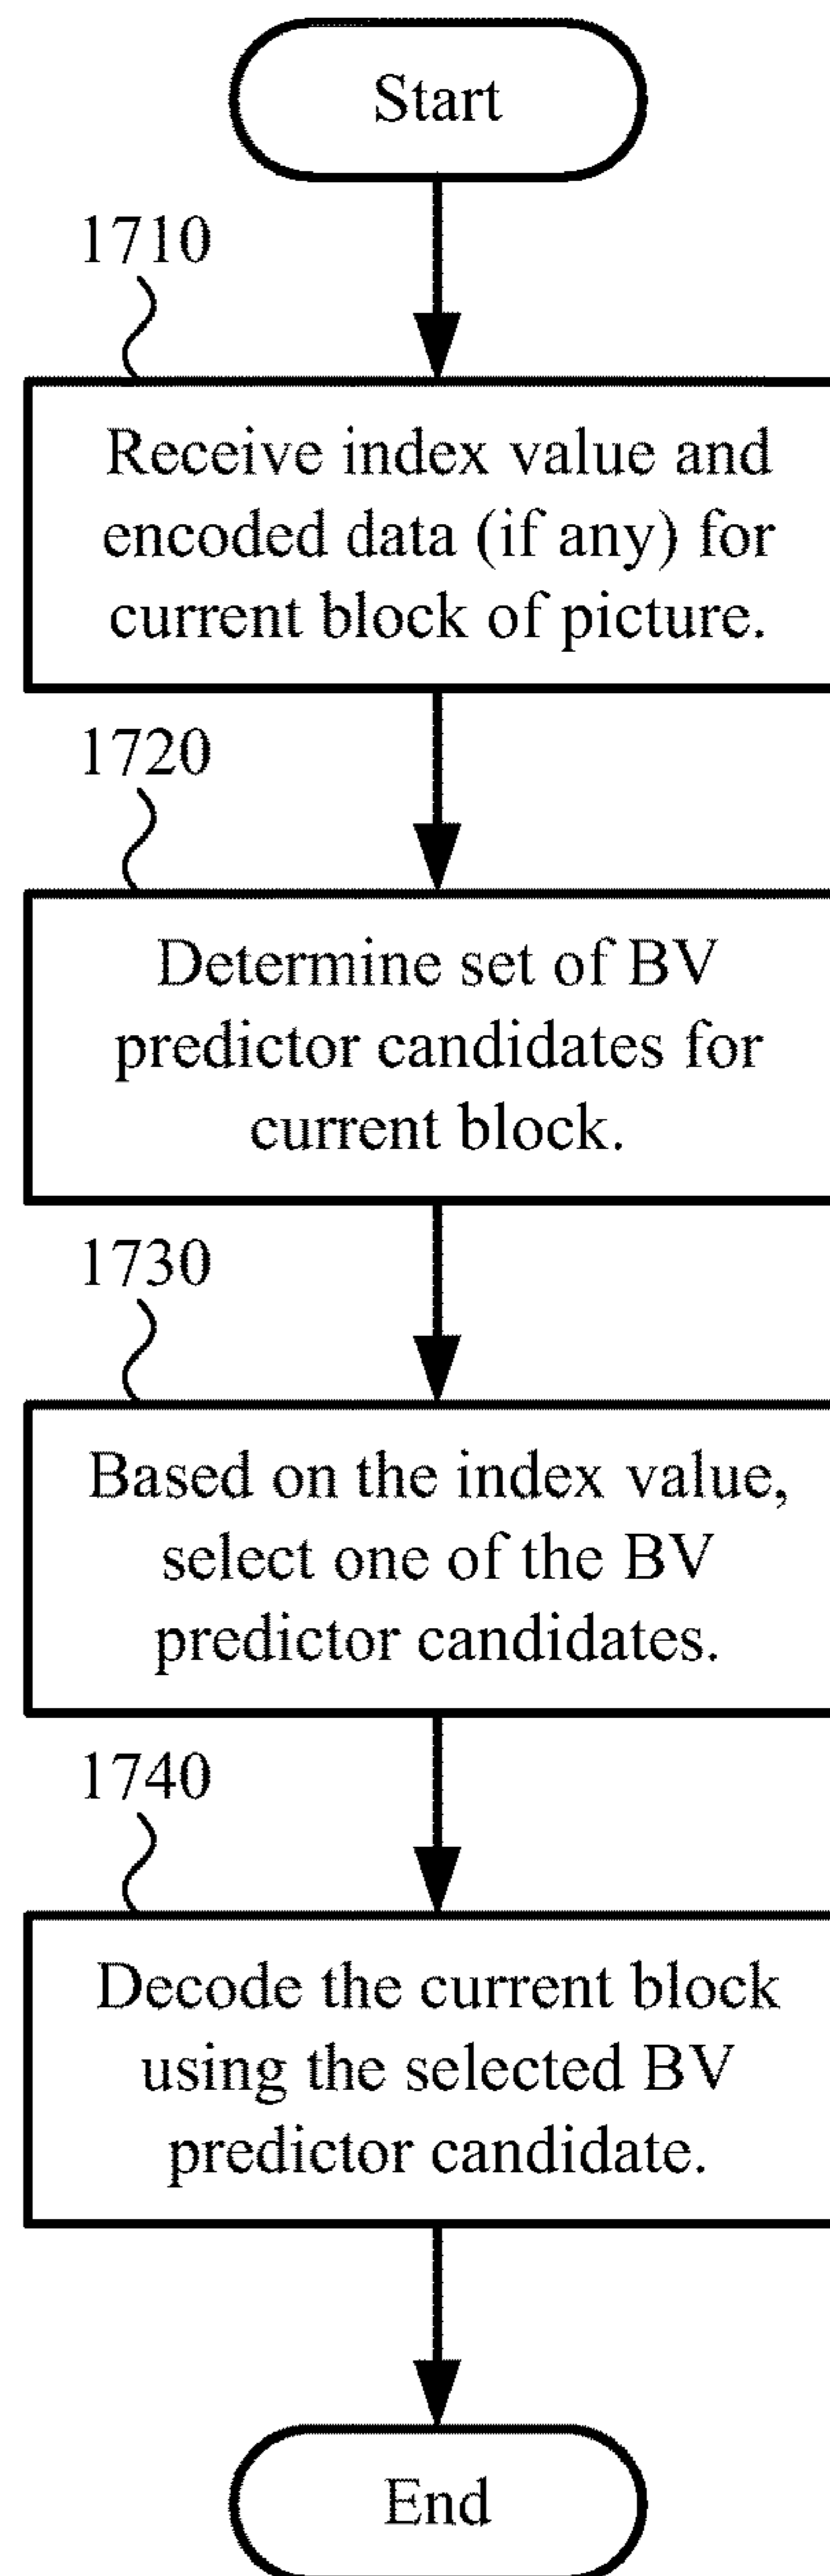 Start
1710
Receive index value and
encoded data (if any) for
current block of picture.
1720
Determine set of BV
predictor candidates for
current block.
1730
Based on the index value,
select one of the BV
predictor candidates.
1740
Decode the current block
using the selected BV
predictor candidate.
End